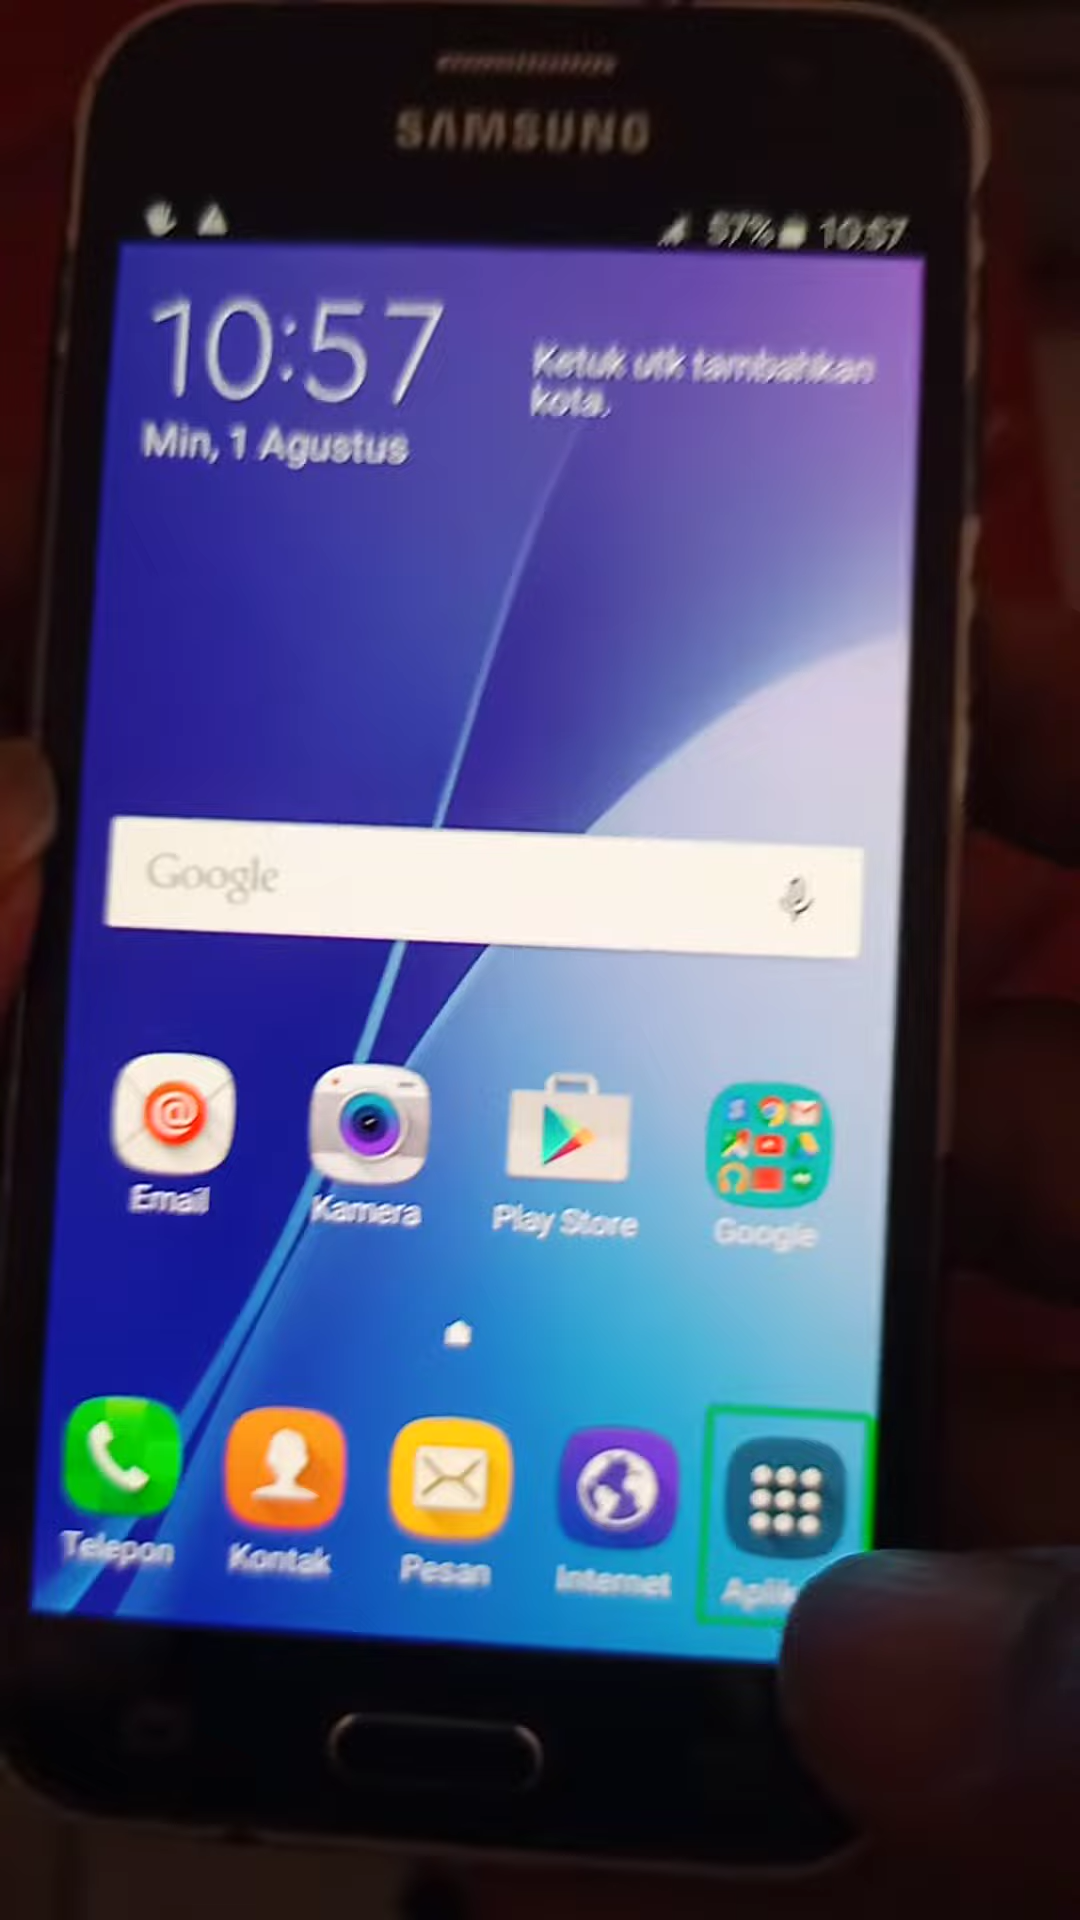 SAMSUNG
57% 10:57
10:57
Min, 1 Agustus
Ketuk utk tambahkan
kota.
Google
Email
Kamera
Play Store
Google
Telepon
Kontak
Pesan
Internet